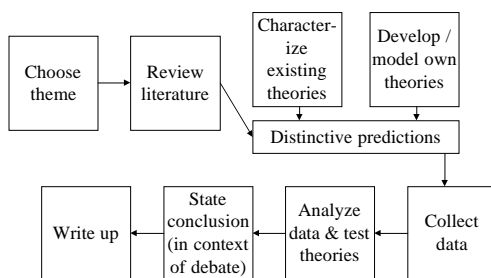 Choose
theme
Review
literature
Character-
ize
existing
theories
Develop /
model own
theories
Distinctive predictions
Write up
State
conclusion
(in context
of debate)
Analyze
data & test
theories
Collect
data